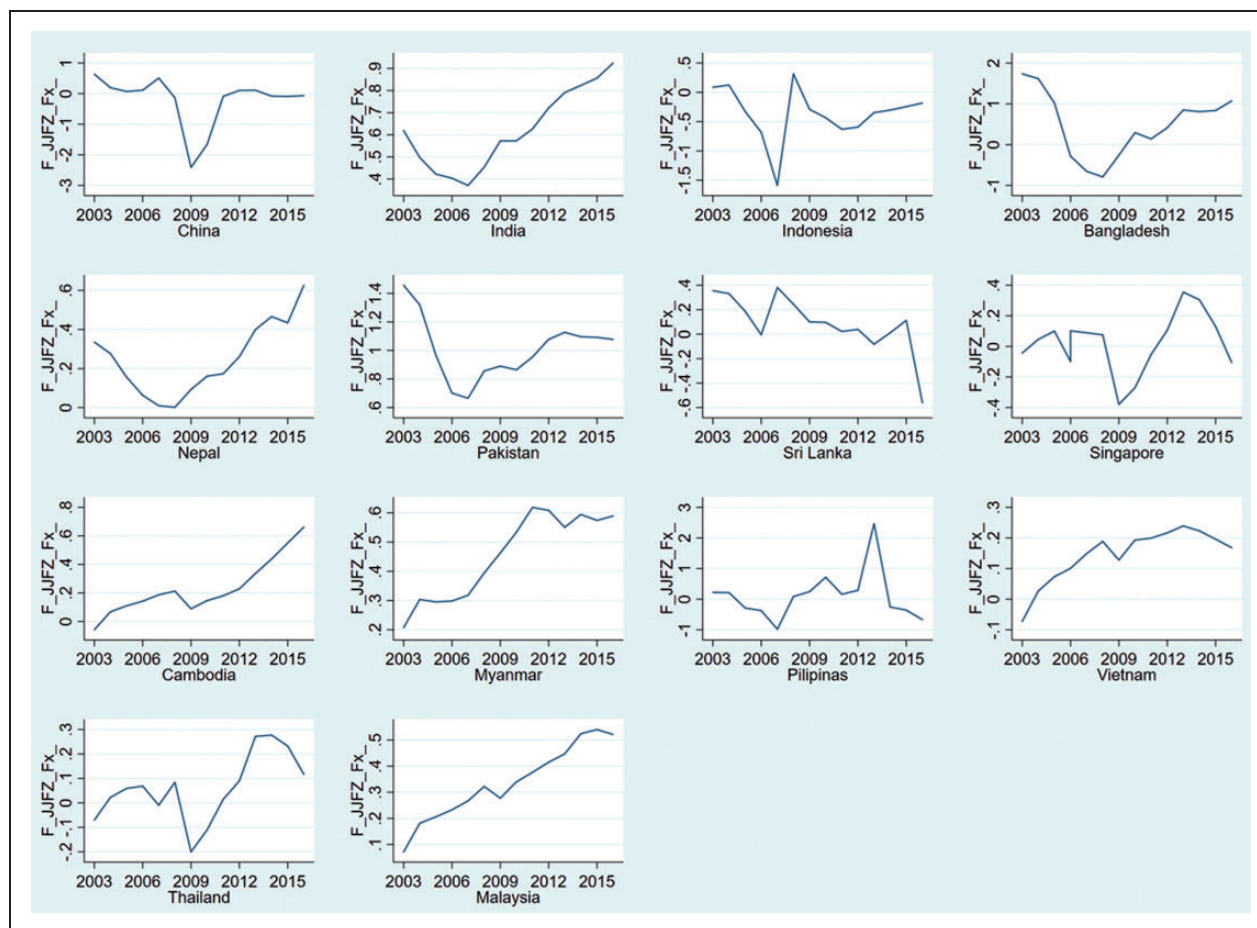 F_JJFZ_Fx_
1
0
-1
-2
-3
2003 2006 2009 2012 2015
China
F_JJFZ_Fx_
.9
.8
.7
.6
.5
.4
2003 2006 2009 2012 2015
India
F_JJFZ_Fx_
.5
0
-.5
-1
-1.5
2003 2006 2009 2012 2015
Indonesia
F_JJFZ_Fx_
2
1
0
-1
2003 2006 2009 2012 2015
Bangladesh
F_JJFZ_Fx_
.6
.4
.2
0
2003 2006 2009 2012 2015
Nepal
F_JJFZ_Fx_
1.4
1.2
1
.8
.6
2003 2006 2009 2012 2015
Pakistan
F_JJFZ_Fx_
.4
.2
0
-.2
-.4
-.6
2003 2006 2009 2012 2015
Sri Lanka
F_JJFZ_Fx_
.4
.2
0
-.2
-.4
2003 2006 2009 2012 2015
Singapore
F_JJFZ_Fx_
.8
.6
.4
.2
0
2003 2006 2009 2012 2015
Cambodia
F_JJFZ_Fx_
.6
.5
.4
.3
.2
2003 2006 2009 2012 2015
Myanmar
F_JJFZ_Fx_
3
2
1
0
-1
2003 2006 2009 2012 2015
Pilipinas
F_JJFZ_Fx_
.3
.2
.1
0
-.1
2003 2006 2009 2012 2015
Vietnam
F_JJFZ_Fx_
.3
.2
.1
0
-.1
-.2
2003 2006 2009 2012 2015
Thailand
F_JJFZ_Fx_
.5
.4
.3
.2
.1
2003 2006 2009 2012 2015
Malaysia